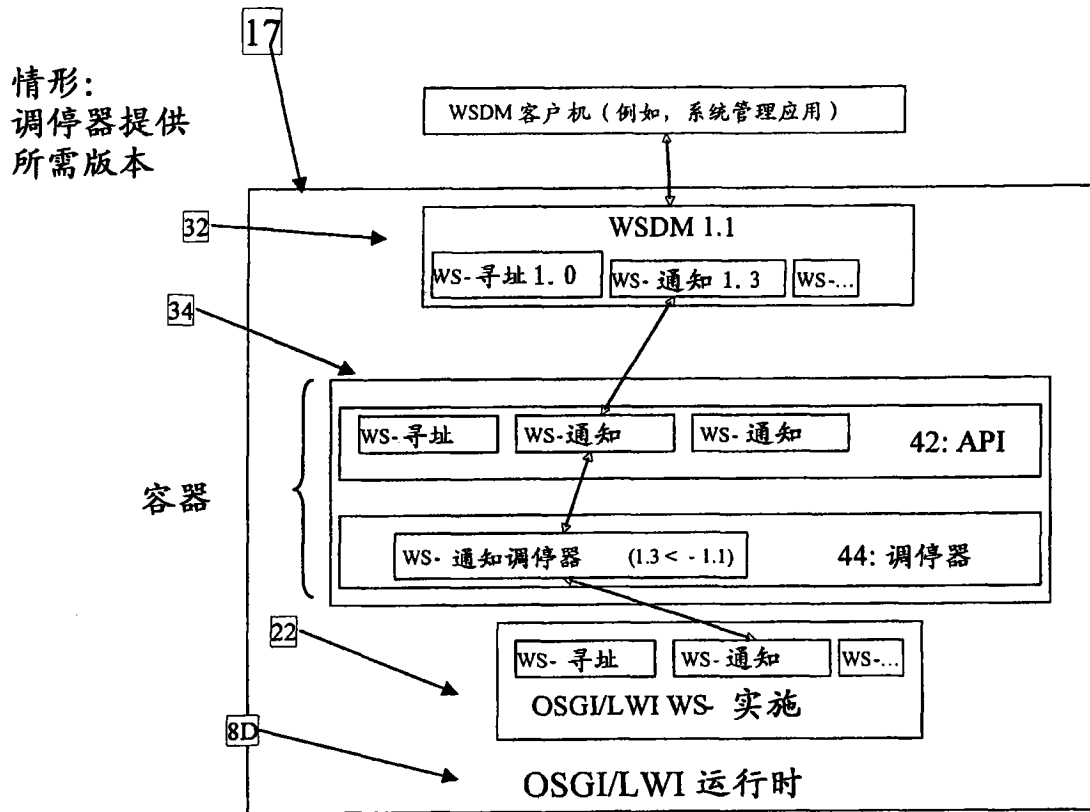 17
情形：
调停器提供
所需版本
WSDM 客户机（例如，系统管理应用）
32
WSDM 1.1
WS-寻址1.0
WS-通知1.3
WS-...
34
WS-寻址
WS-通知
WS-通知
42: API
容器
WS-通知调停器 (1.3 < - 1.1)
44: 调停器
22
WS-寻址
WS-通知
WS-...
OSGI/LWI WS- 实施
8D
OSGI/LWI 运行时